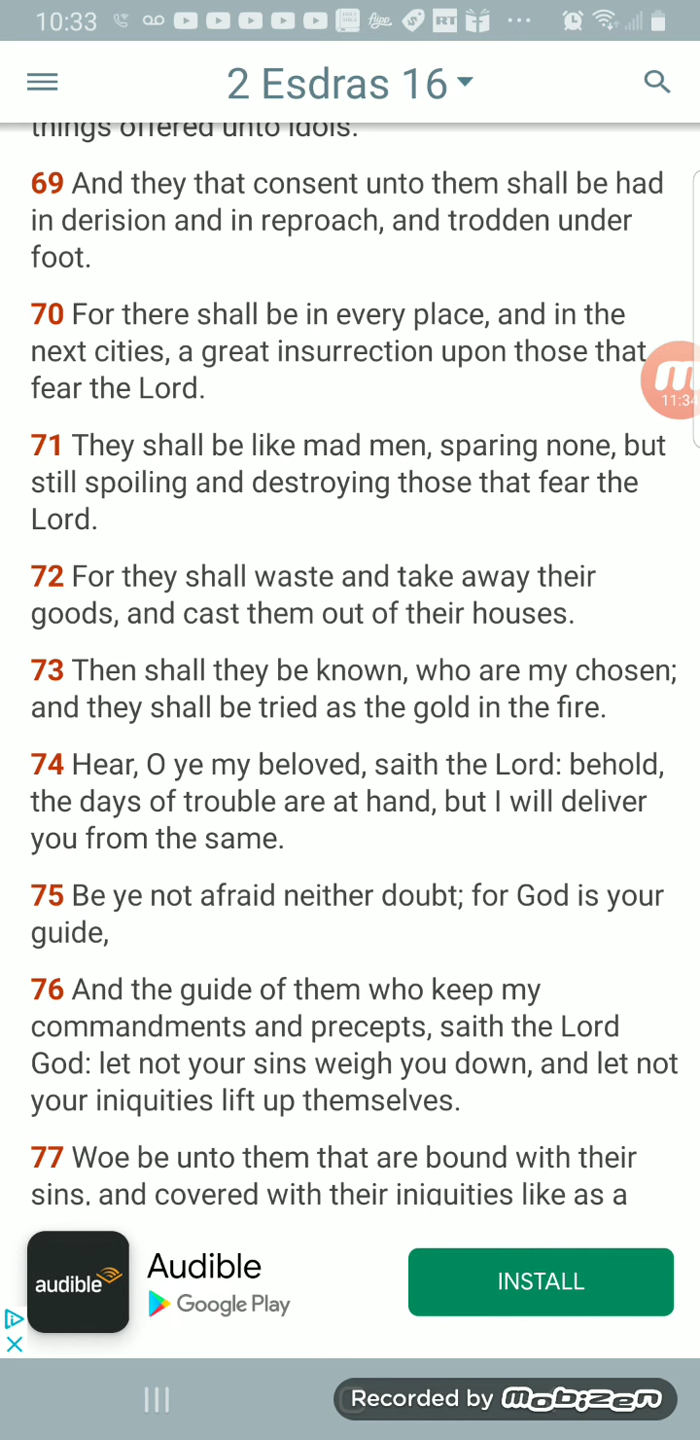 10:33
RT
2 Esdras 16
things offered unto idols.
69 And they that consent unto them shall be had
in derision and in reproach, and trodden under
foot.
70 For there shall be in every place, and in the
next cities, a great insurrection upon those that
fear the Lord.
11:34
71 They shall be like mad men, sparing none, but
still spoiling and destroying those that fear the
Lord.
72 For they shall waste and take away their
goods, and cast them out of their houses.
73 Then shall they be known, who are my chosen;
and they shall be tried as the gold in the fire.
74 Hear, O ye my beloved, saith the Lord: behold,
the days of trouble are at hand, but I will deliver
you from the same.
75 Be ye not afraid neither doubt; for God is your
guide,
76 And the guide of them who keep my
commandments and precepts, saith the Lord
God: let not your sins weigh you down, and let not
your iniquities lift up themselves.
77 Woe be unto them that are bound with their
sins, and covered with their iniquities like as a
audible
Audible
Google Play
INSTALL
Recorded by mobizen